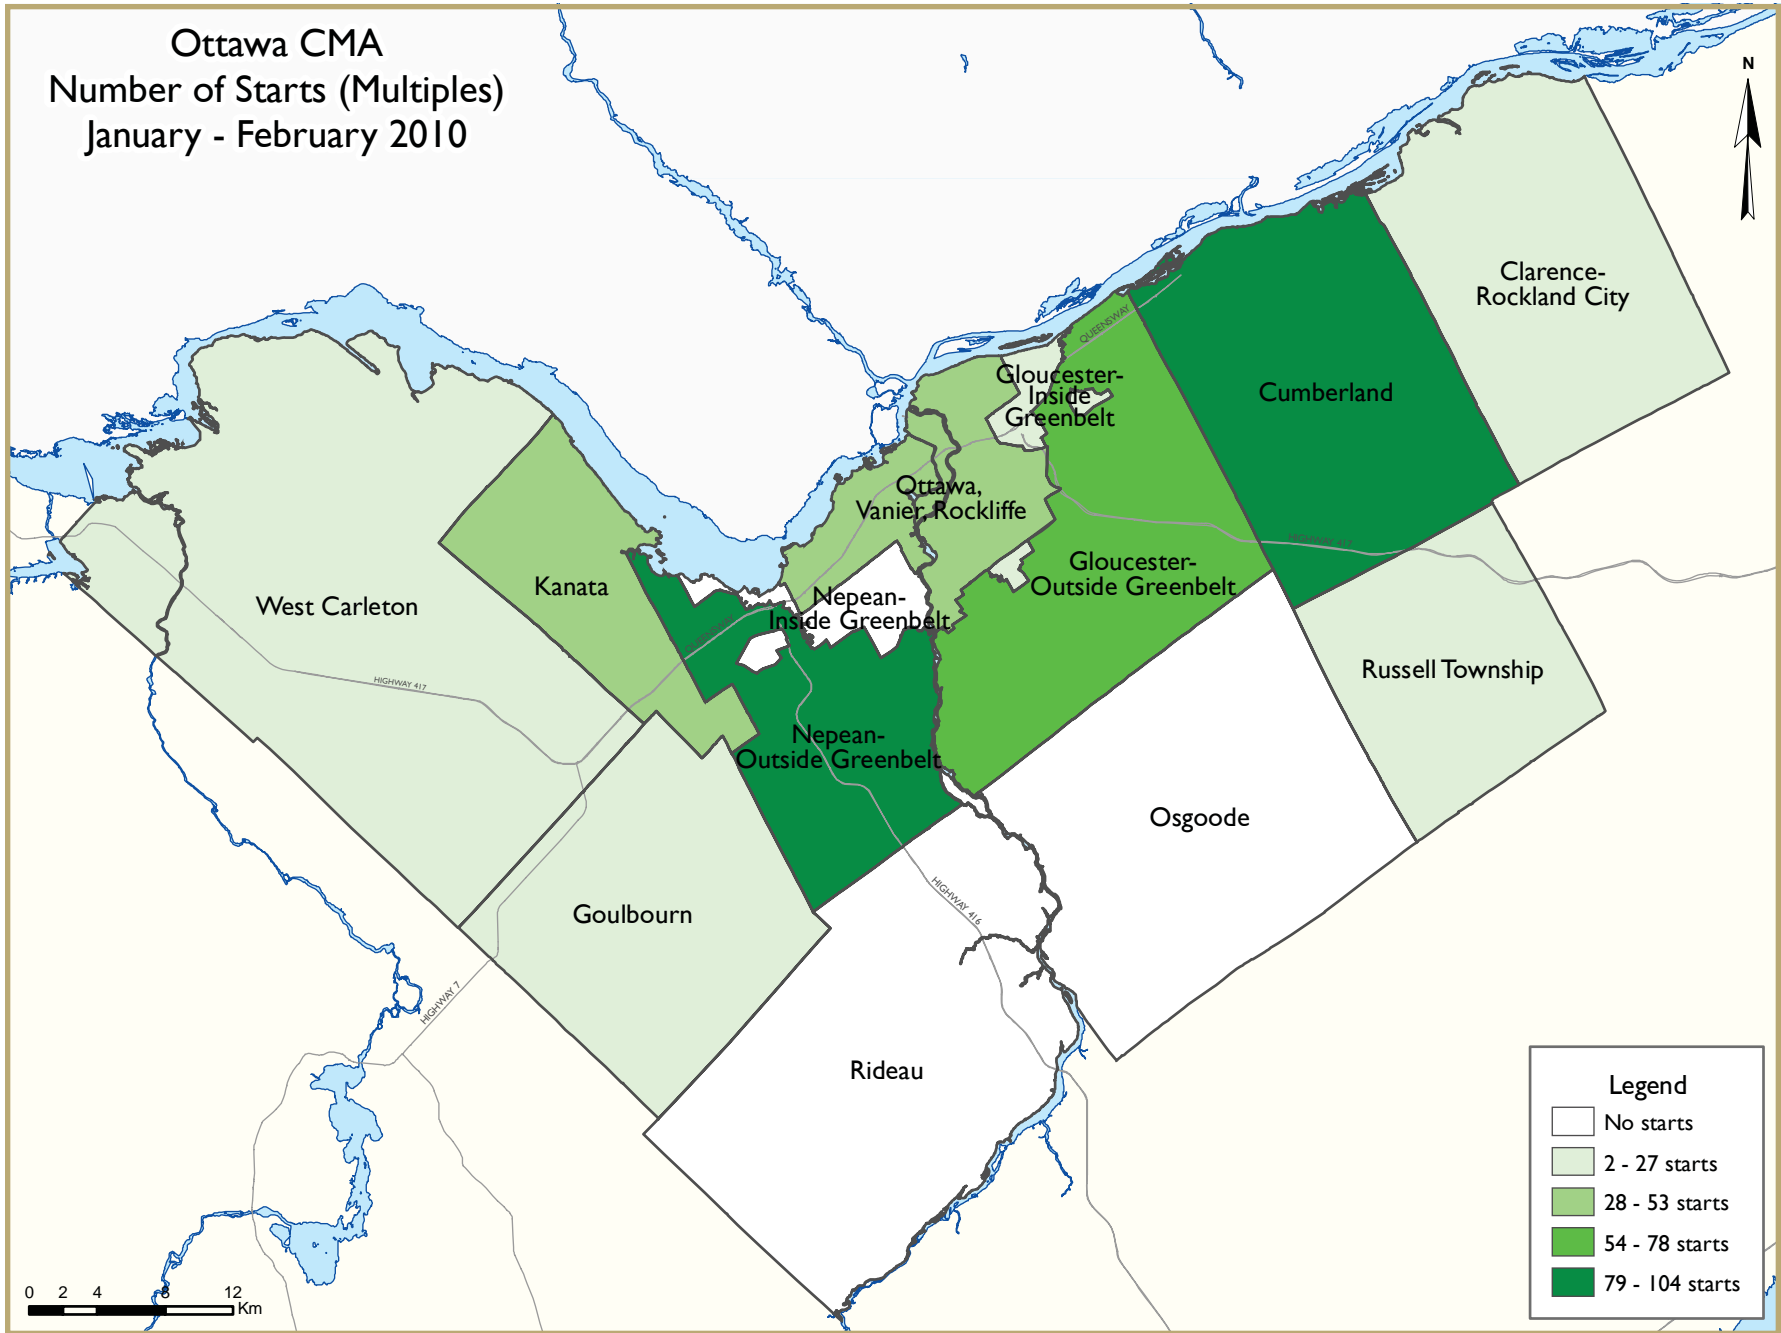 Ottawa CMA
Number of Starts (Multiples)
January - February 2010
N
Clarence-
Rockland City
QUEENSWAY
Gloucester-
Inside
Greenbelt
Cumberland
Ottawa,
Vanier, Rockliffe
HIGHWAY 417
Gloucester-
Outside Greenbelt
Kanata
West Carleton
Nepean-
Inside Greenbelt
QUEENSWAY
Russell Township
HIGHWAY 417
Nepean-
Outside Greenbelt
Osgoode
Goulbourn
HIGHWAY 416
HIGHWAY 7
Rideau
Legend
No starts
2 - 27 starts
28 - 53 starts
54 - 78 starts
79 - 104 starts
0 2 4 8 12
Km